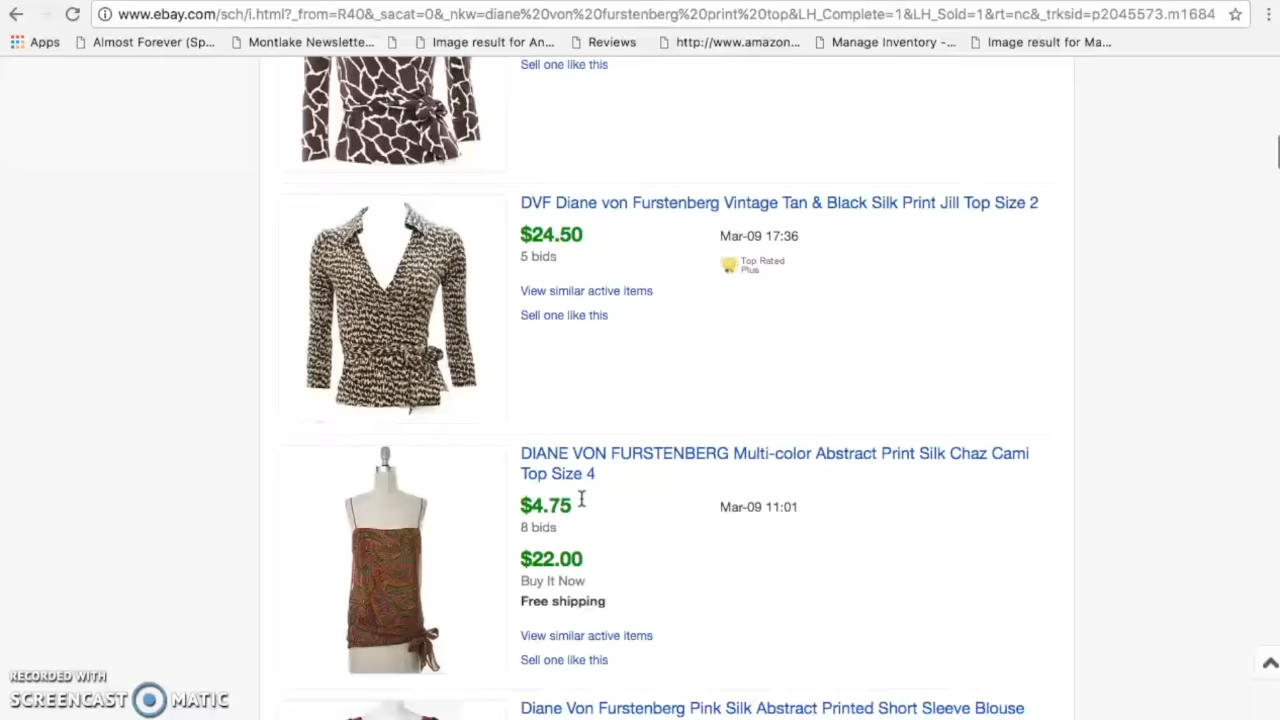 www.ebay.com/sch/i.html?_from=R40&_sacat=0&_nkw=diane%20von%20furstenberg%20print%20top&LH_Complete=1&LH_Sold=1&rt=nc&_trksid=p2045573.m1684
Apps Almost Forever (Sp... Montlake Newslette... Image result for An... Reviews http://www.amazon... Manage Inventory -... Image result for Ma...
Sell one like this
DVF Diane von Furstenberg Vintage Tan & Black Silk Print Jill Top Size 2
$24.50 Mar-09 17:36
5 bids
Top Rated
Plus
View similar active items
Sell one like this
DIANE VON FURSTENBERG Multi-color Abstract Print Silk Chaz Cami
Top Size 4
$4.75 Mar-09 11:01
8 bids
$22.00
Buy It Now
Free shipping
View similar active items
Sell one like this
Diane Von Furstenberg Pink Silk Abstract Printed Short Sleeve Blouse
RECORDED WITH
SCREENCAST MATIC